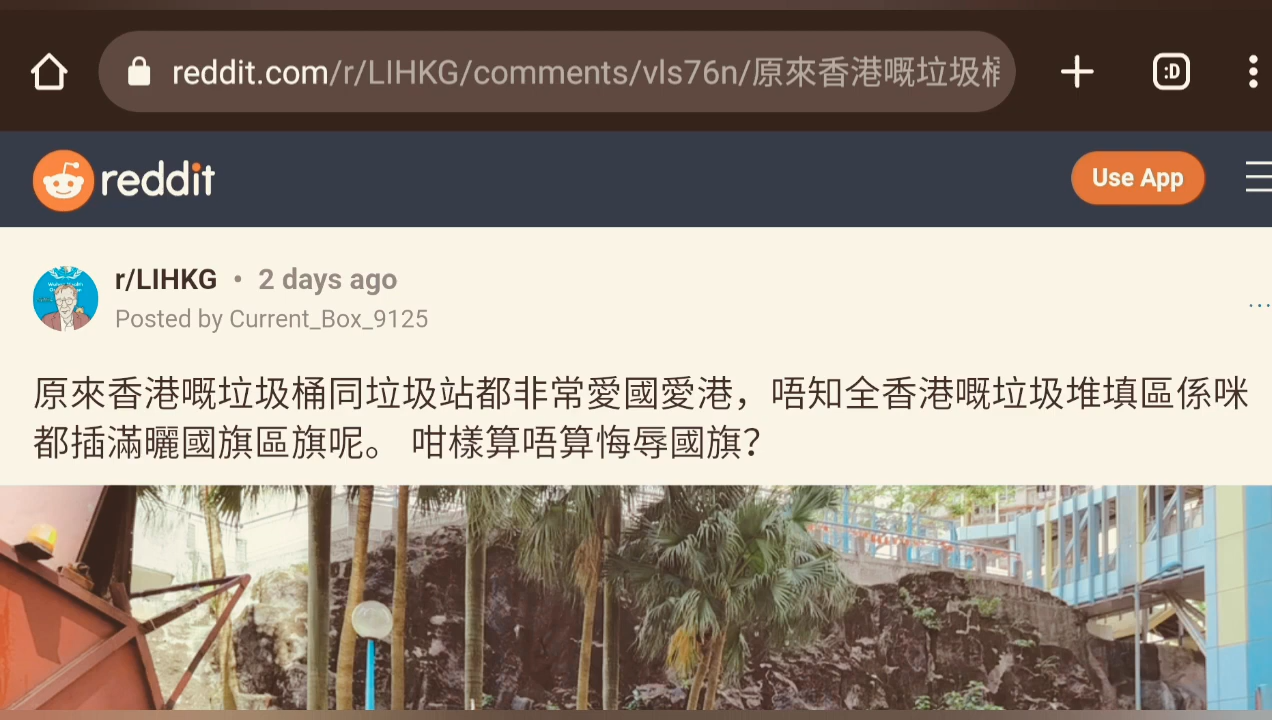 :D
reddit.com/r/LIHKG/comments/vls76n/原來香港嘅垃圾
reddit
Use App
r/LIHKG • 2 days ago
Posted by Current_Box_9125
原來香港嘅垃圾桶同垃圾站都非常愛國愛港，唔知全香港嘅垃圾堆填區係咪
都插滿曬國旗區旗呢。 咁樣算唔算悔辱國旗？